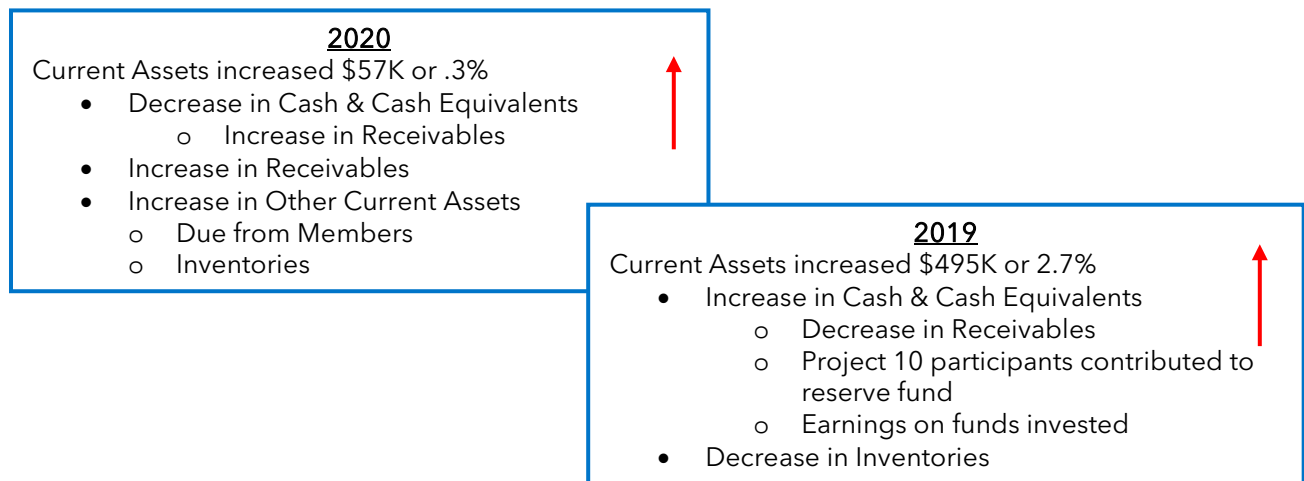 2020
Current Assets increased $57K or .3%
• Decrease in Cash & Cash Equivalents
o Increase in Receivables
• Increase in Receivables
• Increase in Other Current Assets
o Due from Members
o Inventories
2019
Current Assets increased $495K or 2.7%
• Increase in Cash & Cash Equivalents
o Decrease in Receivables
o Project 10 participants contributed to
reserve fund
o Earnings on funds invested
• Decrease in Inventories